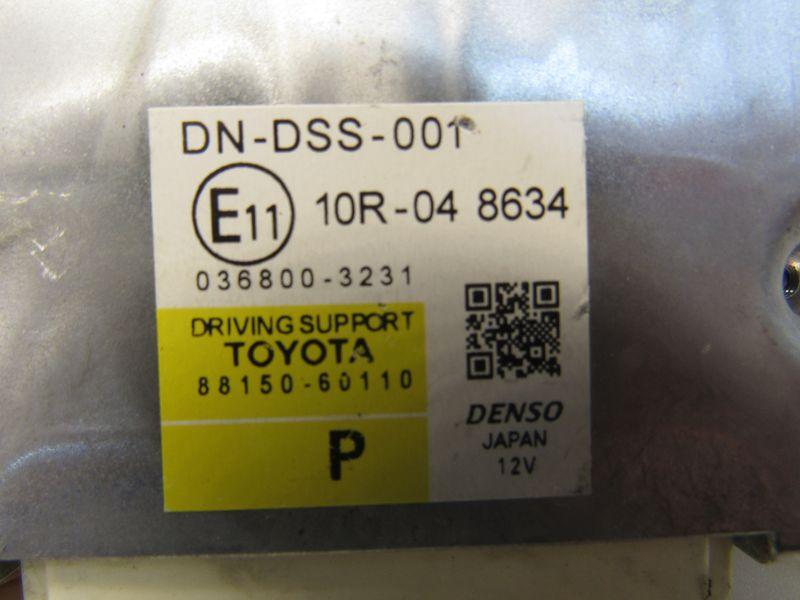 DN-DSS-001
E11 10R-04 8634
036800-3231
DRIVING SUPPORT
TOYOTA
88150-60110
P
DENSO
JAPAN
12V